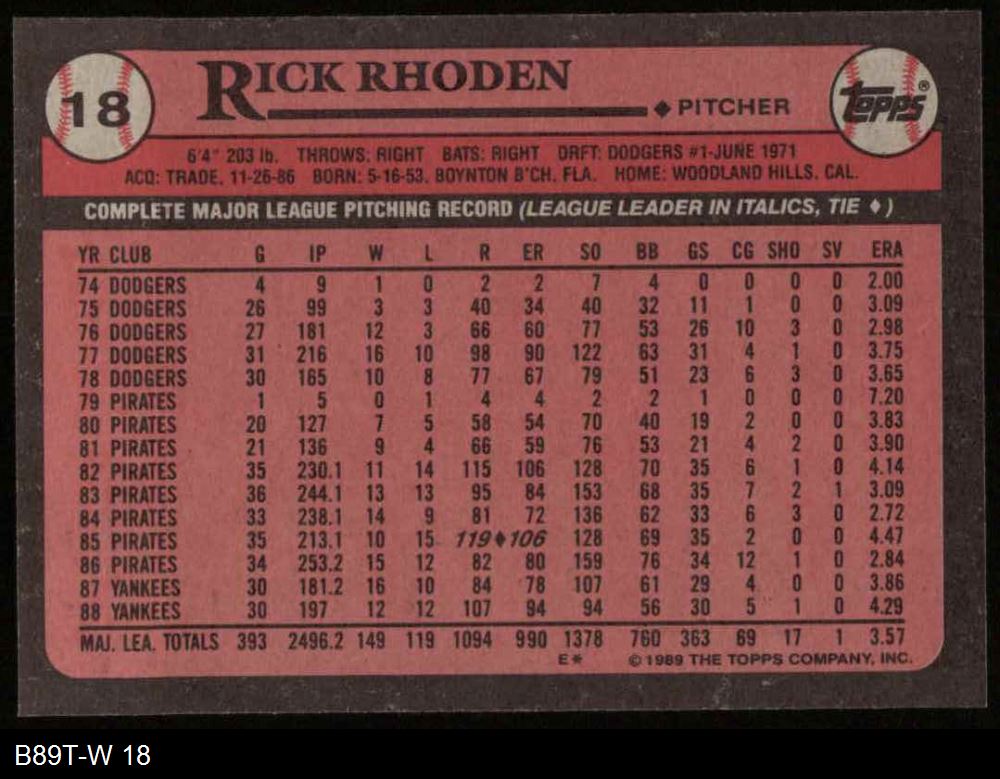 18 RICK RHODEN ♦ PITCHER Topps®
6'4" 203 lb. THROWS: RIGHT BATS: RIGHT DRFT: DODGERS #1-JUNE 1971
ACQ: TRADE, 11-26-86 BORN: 5-16-53, BOYNTON B'CH, FLA. HOME: WOODLAND HILLS, CAL.
COMPLETE MAJOR LEAGUE PITCHING RECORD (LEAGUE LEADER IN ITALICS, TIE ♦)
YR CLUB G IP W L R ER SO BB GS CG SHO SV ERA
74 DODGERS 4 9 1 0 2 2 7 4 0 0 0 0 2.00
75 DODGERS 26 99 3 3 40 34 40 32 11 1 0 0 3.09
76 DODGERS 27 181 12 3 66 60 77 53 26 10 3 0 2.98
77 DODGERS 31 216 16 10 98 90 122 63 31 4 1 0 3.75
78 DODGERS 30 165 10 8 77 67 79 51 23 6 3 0 3.65
79 PIRATES 1 5 0 1 4 4 2 2 1 0 0 0 7.20
80 PIRATES 20 127 7 5 58 54 70 40 19 2 0 0 3.83
81 PIRATES 21 136 9 4 66 59 76 53 21 4 2 0 3.90
82 PIRATES 35 230.1 11 14 115 106 128 70 35 6 1 0 4.14
83 PIRATES 36 244.1 13 13 95 84 153 68 35 7 2 1 3.09
84 PIRATES 33 238.1 14 9 81 72 136 62 33 6 3 0 2.72
85 PIRATES 35 213.1 10 15 119♦106 128 69 35 2 0 0 4.47
86 PIRATES 34 253.2 15 12 82 80 159 76 34 12 1 0 2.84
87 YANKEES 30 181.2 16 10 84 78 107 61 29 4 0 0 3.86
88 YANKEES 30 197 12 12 107 94 94 56 30 5 1 0 4.29
MAJ. LEA. TOTALS 393 2496.2 149 119 1094 990 1378 760 363 69 17 1 3.57
E* ©1989 THE TOPPS COMPANY, INC.
B89T-W 18